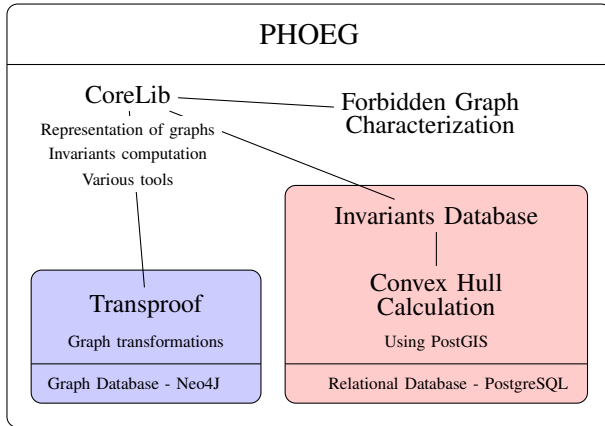 PHOEG
CoreLib
Representation of graphs
Invariants computation
Various tools
Forbidden Graph
Characterization
Invariants Database
Convex Hull
Calculation
Using PostGIS
Relational Database - PostgreSQL
Transproof
Graph transformations
Graph Database - Neo4J